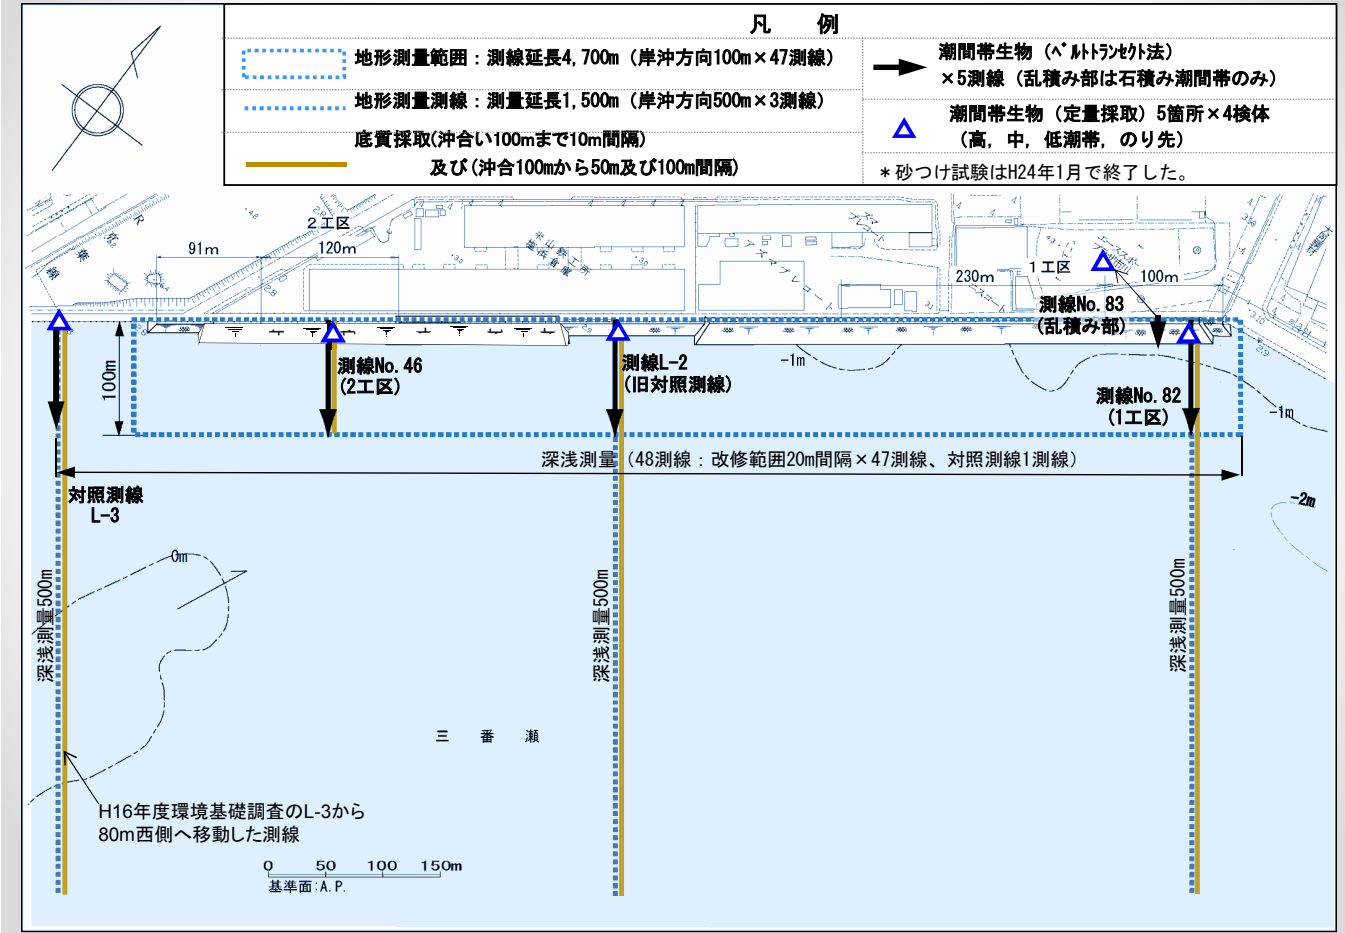 凡　例
地形測量範囲：測線延長4,700m（岸沖方向100m×47測線）
地形測量測線：測量延長1,500m（岸沖方向500m×3測線）
底質採取(沖合い100mまで10m間隔)
及び(沖合100mから50m及び100m間隔)
潮間帯生物（ﾍﾞﾙﾄﾄﾗﾝｾｸﾄ法）
×5測線（乱積み部は石積み潮間帯のみ）
潮間帯生物（定量採取）5箇所×4検体
（高，中，低潮帯，のり先）
＊砂つけ試験はH24年1月で終了した。
2工区
91m
120m
1工区
230m
100m
測線No.83
(乱積み部)
100m
測線No.46
(2工区)
測線L-2
(旧対照測線)
-1m
測線No.82
(1工区)
-1m
深浅測量（48測線：改修範囲20m間隔×47測線、対照測線1測線）
対照測線
L-3
-2m
0m
深浅測量500m
深浅測量500m
深浅測量500m
三　番　瀬
H16年度環境基礎調査のL-3から
80m西側へ移動した測線
0　50　100　150m
基準面:A.P.